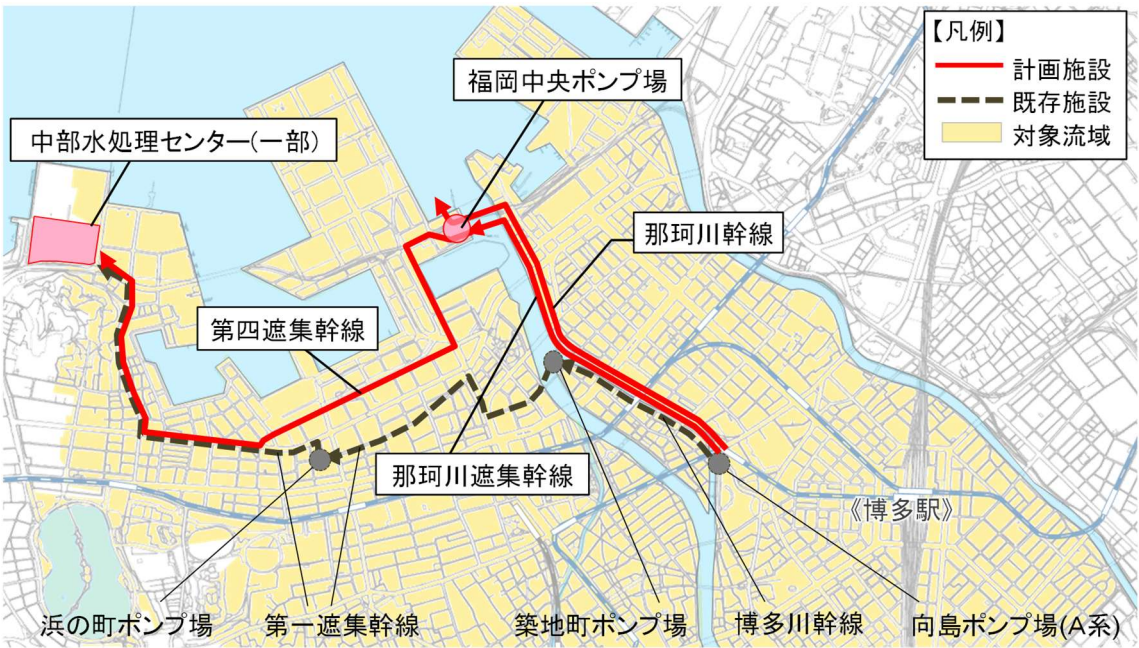 【凡例】
計画施設
既存施設
対象流域
福岡中央ポンプ場
中部水処理センター(一部)
那珂川幹線
第四遮集幹線
那珂川遮集幹線
《博多駅》
浜の町ポンプ場
第一遮集幹線
築地町ポンプ場
博多川幹線
向島ポンプ場(A系)